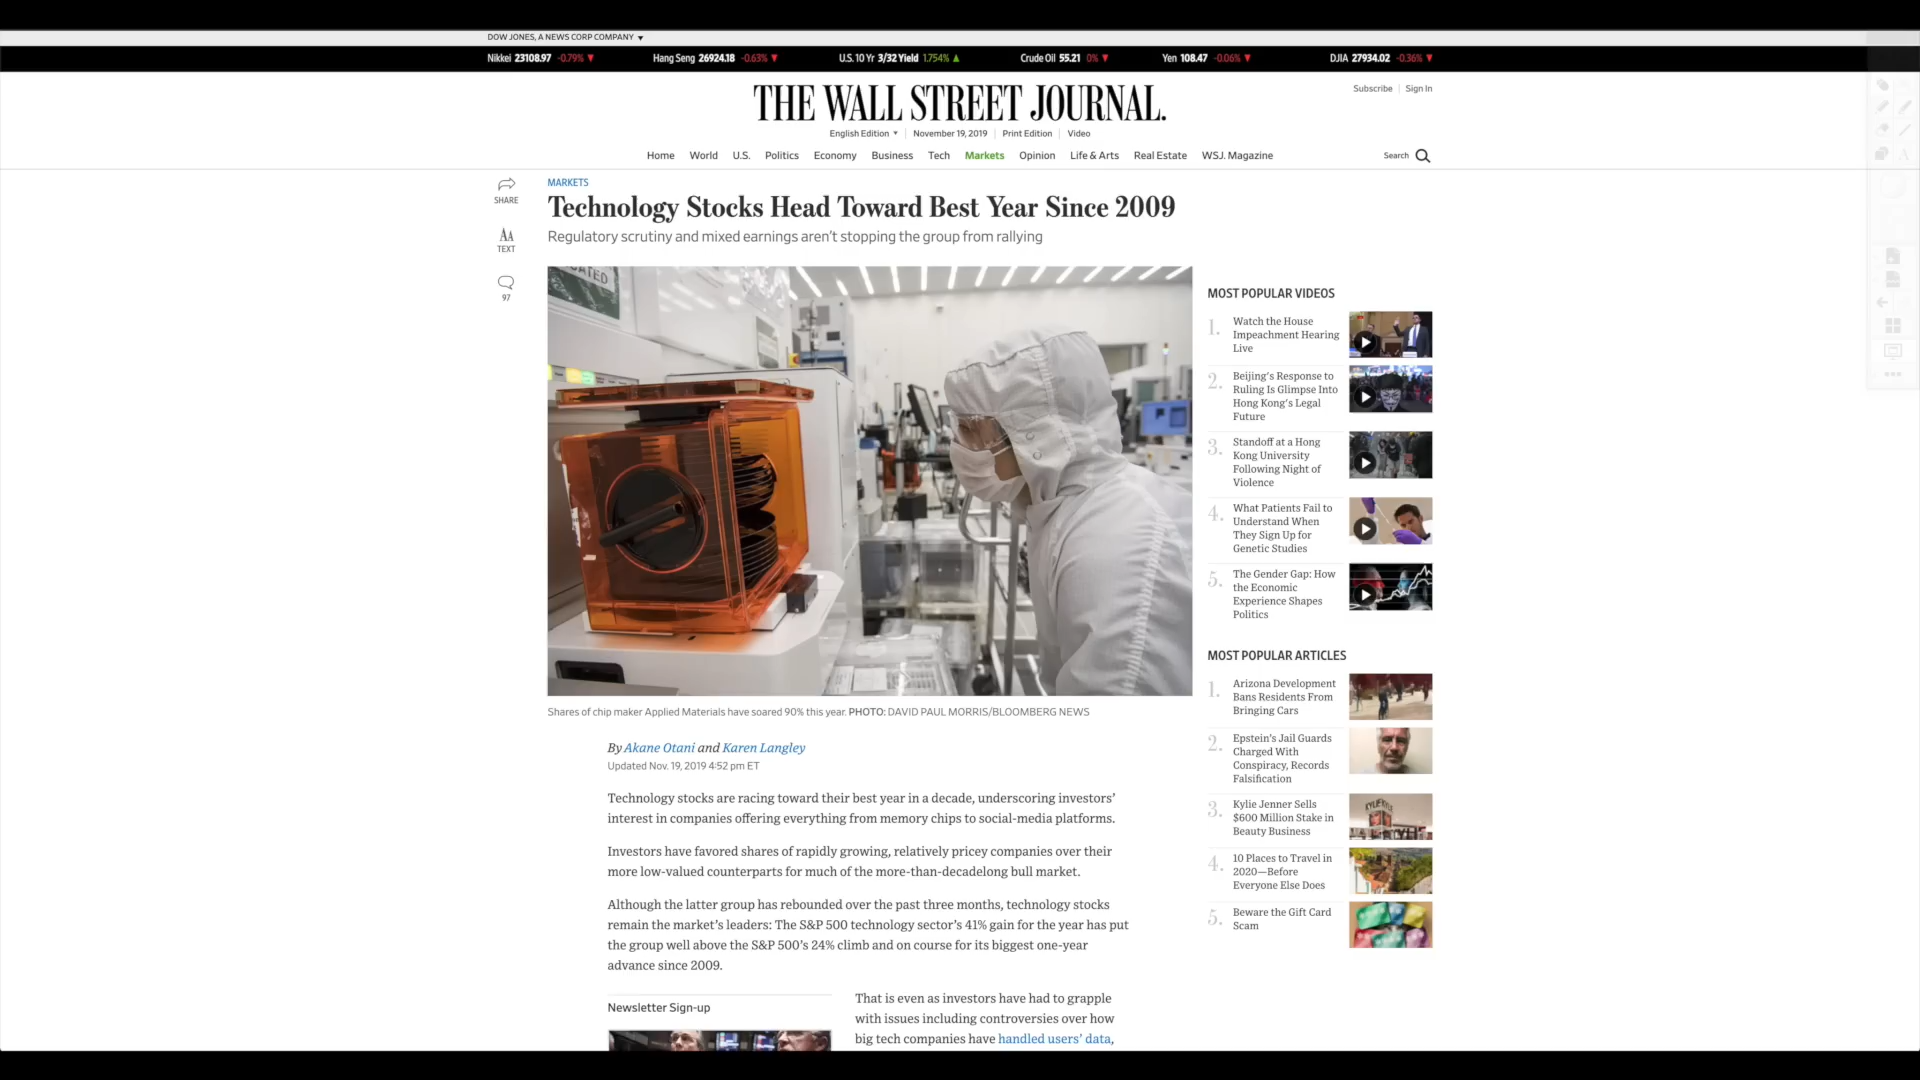 DOW JONES, A NEWS CORP COMPANY ▼
Nikkei 23108.97 -0.79% ▼ Hang Seng 26924.18 -0.63% ▼ U.S. 10 Yr 3/32 Yield 1.754% ▲ Crude Oil 55.21 0% ▼ Yen 108.47 -0.06% ▼ DJIA 27934.02 -0.36% ▼
THE WALL STREET JOURNAL.
Subscribe | Sign In
English Edition ▼ | November 19, 2019 | Print Edition | Video
Home World U.S. Politics Economy Business Tech Markets Opinion Life & Arts Real Estate WSJ. Magazine Search
SHARE
AA
TEXT
97
MARKETS
Technology Stocks Head Toward Best Year Since 2009
Regulatory scrutiny and mixed earnings aren't stopping the group from rallying
Shares of chip maker Applied Materials have soared 90% this year. PHOTO: DAVID PAUL MORRIS/BLOOMBERG NEWS
By Akane Otani and Karen Langley
Updated Nov. 19, 2019 4:52 pm ET
Technology stocks are racing toward their best year in a decade, underscoring investors'
interest in companies offering everything from memory chips to social-media platforms.
Investors have favored shares of rapidly growing, relatively pricey companies over their
more low-valued counterparts for much of the more-than-decadelong bull market.
Although the latter group has rebounded over the past three months, technology stocks
remain the market's leaders: The S&P 500 technology sector's 41% gain for the year has put
the group well above the S&P 500's 24% climb and on course for its biggest one-year
advance since 2009.
Newsletter Sign-up
That is even as investors have had to grapple
with issues including controversies over how
big tech companies have handled users' data,
MOST POPULAR VIDEOS
1. Watch the House
Impeachment Hearing
Live
2. Beijing's Response to
Ruling Is Glimpse Into
Hong Kong's Legal
Future
3. Standoff at a Hong
Kong University
Following Night of
Violence
4. What Patients Fail to
Understand When
They Sign Up for
Genetic Studies
5. The Gender Gap: How
the Economic
Experience Shapes
Politics
MOST POPULAR ARTICLES
1. Arizona Development
Bans Residents From
Bringing Cars
2. Epstein's Jail Guards
Charged With
Conspiracy, Records
Falsification
3. Kylie Jenner Sells
$600 Million Stake in
Beauty Business
4. 10 Places to Travel in
2020—Before
Everyone Else Does
5. Beware the Gift Card
Scam